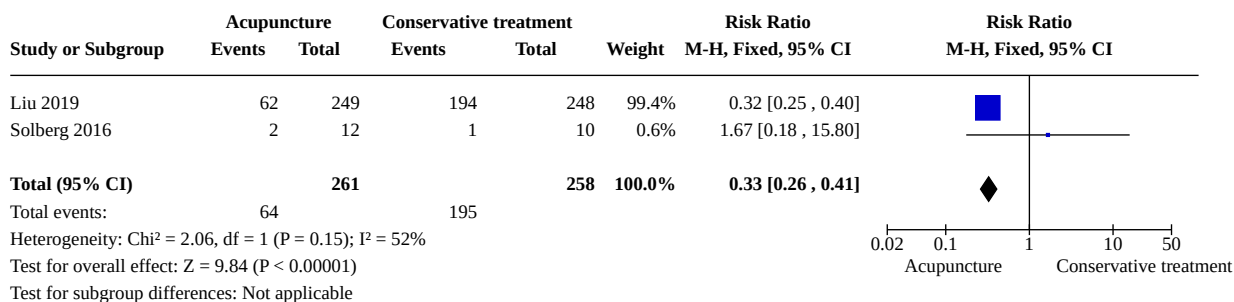 Acupuncture Conservative treatment Risk Ratio Risk Ratio
Study or Subgroup Events Total Events Total Weight M-H, Fixed, 95% CI M-H, Fixed, 95% CI
Liu 2019 62 249 194 248 99.4% 0.32 [0.25 , 0.40]
Solberg 2016 2 12 1 10 0.6% 1.67 [0.18 , 15.80]
Total (95% CI) 261 258 100.0% 0.33 [0.26 , 0.41]
Total events: 64 195
Heterogeneity: Chi² = 2.06, df = 1 (P = 0.15); I² = 52%
0.02 0.1 1 10 50
Test for overall effect: Z = 9.84 (P < 0.00001)
Acupuncture Conservative treatment
Test for subgroup differences: Not applicable